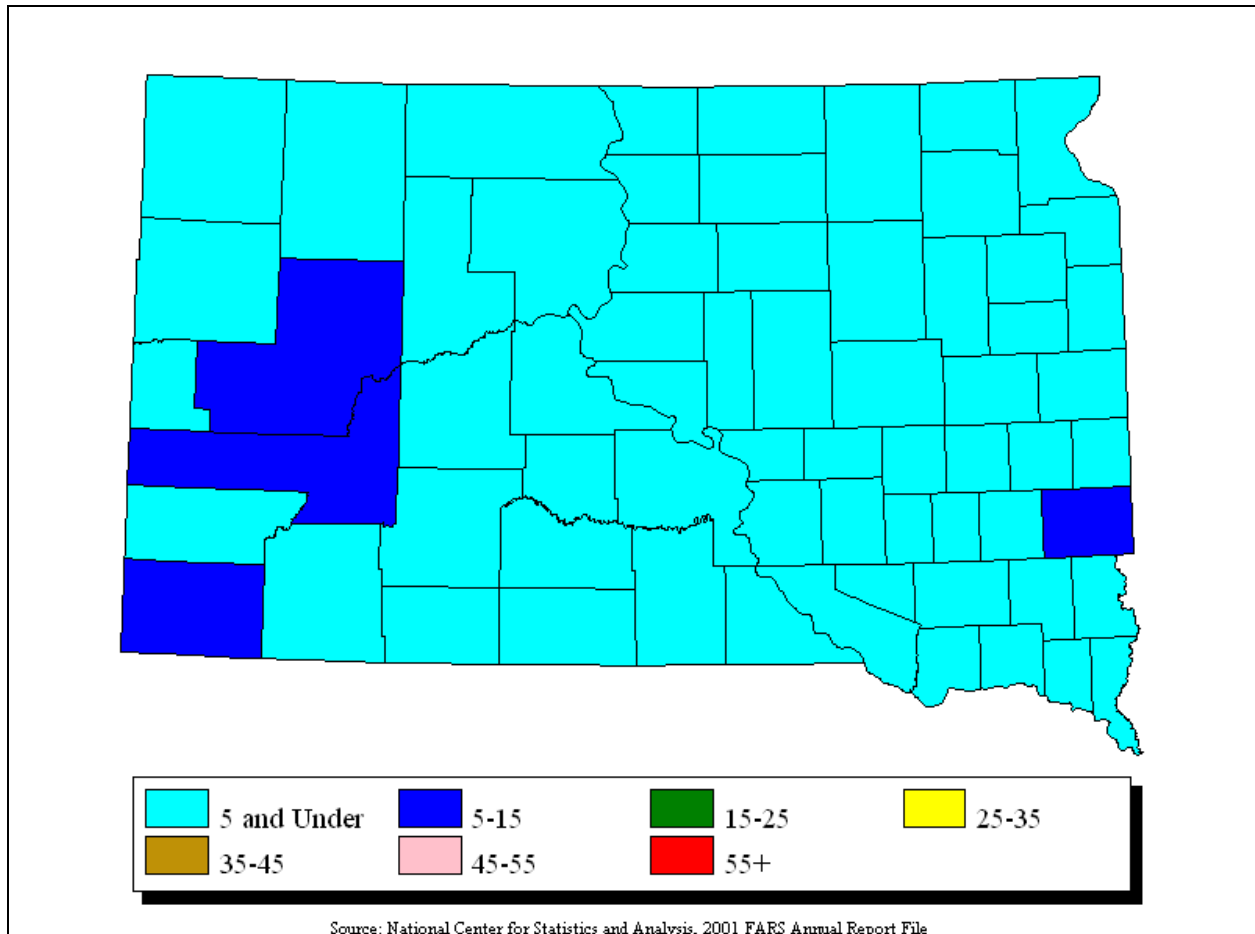 5 and Under 5-15 15-25 25-35
35-45 45-55 55+
Source: National Center for Statistics and Analysis, 2001 FARS Annual Report File